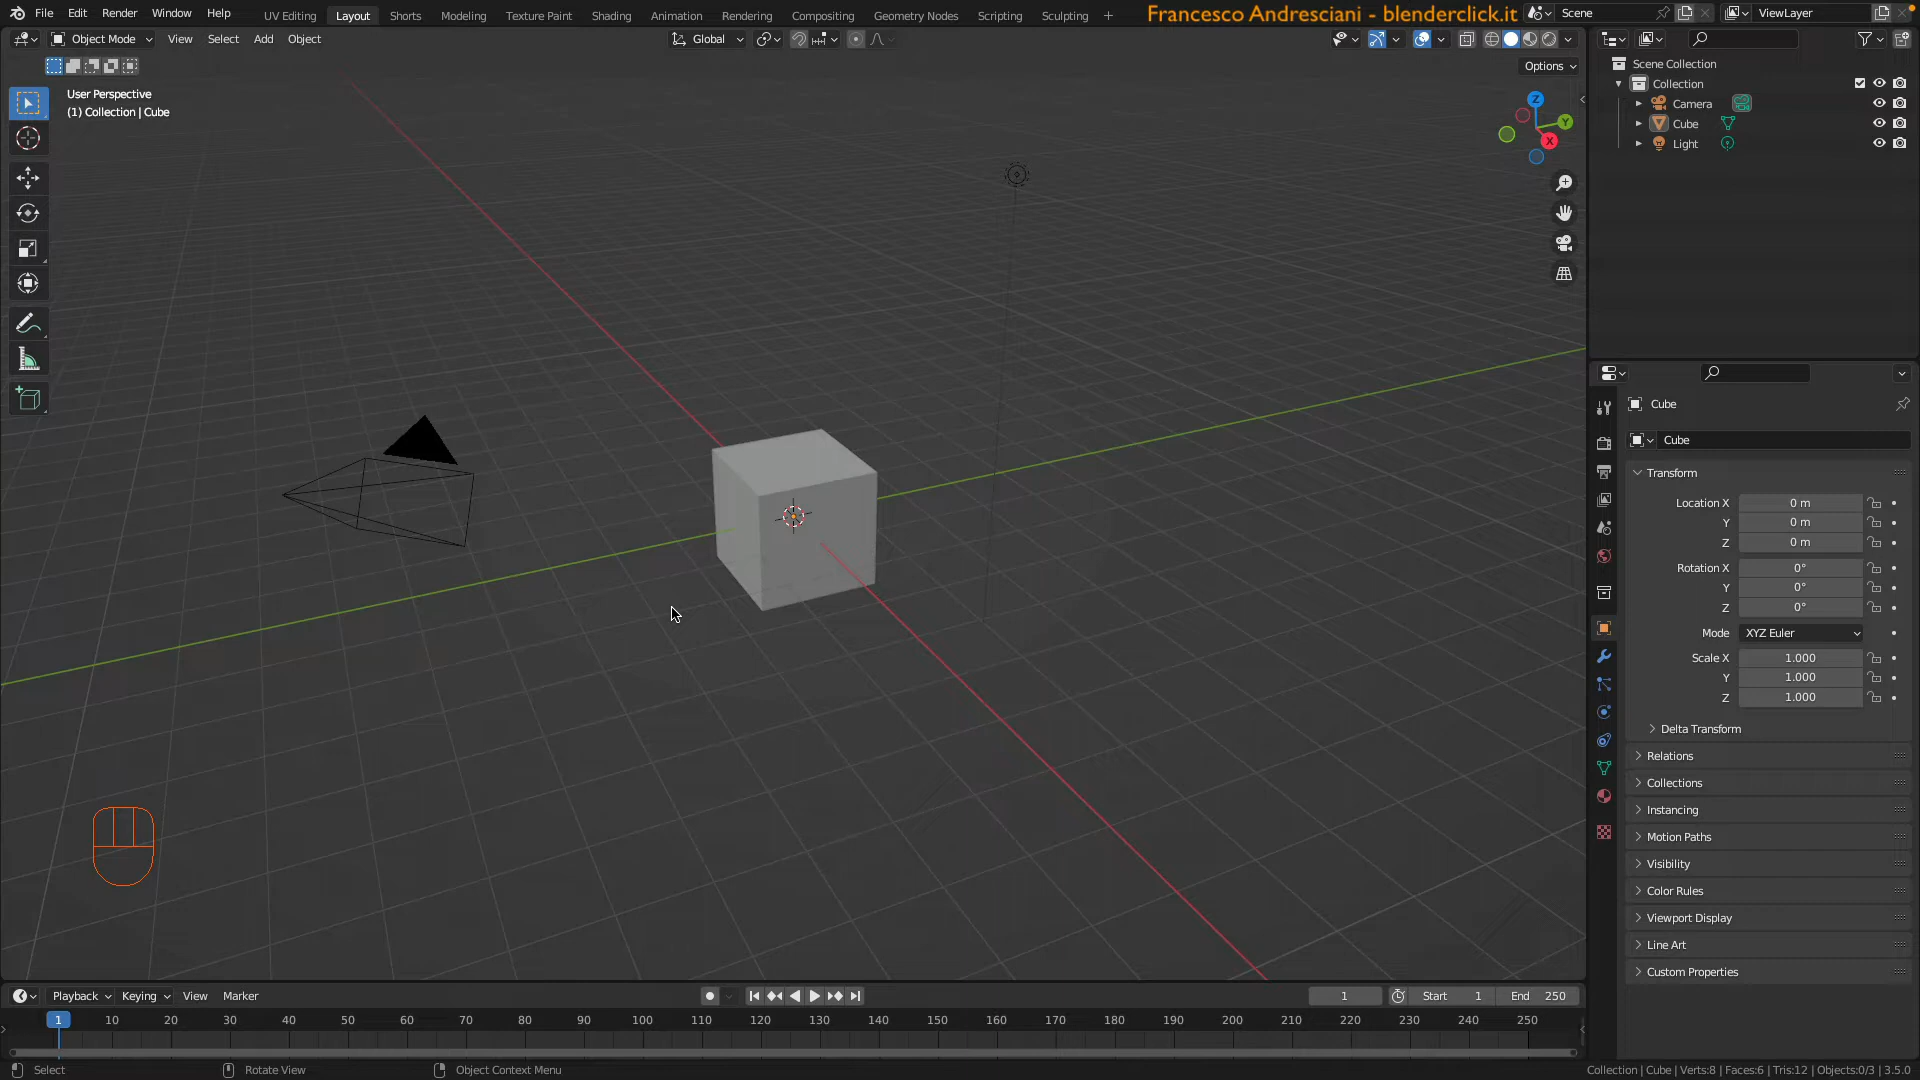 File Edit Render Window Help
UV Editing Layout Shorts Modeling Texture Paint Shading Animation Rendering Compositing Geometry Nodes Scripting Sculpting +
Francesco Andresciani - blenderclick.it
Scene
ViewLayer
Object Mode View Select Add Object
Global
Options
User Perspective
(1) Collection | Cube
Z
Y
X
Scene Collection
Collection
Camera
Cube
Light
Cube
Cube
Transform
Location X 0 m
Y 0 m
Z 0 m
Rotation X 0°
Y 0°
Z 0°
Mode XYZ Euler
Scale X 1.000
Y 1.000
Z 1.000
Delta Transform
Relations
Collections
Instancing
Motion Paths
Visibility
Color Rules
Viewport Display
Line Art
Custom Properties
Playback Keying View Marker
1 Start 1 End 250
1 10 20 30 40 50 60 70 80 90 100 110 120 130 140 150 160 170 180 190 200 210 220 230 240 250
Select Rotate View Object Context Menu
Collection | Cube | Verts:8 | Faces:6 | Tris:12 | Objects:0/3 | 3.5.0